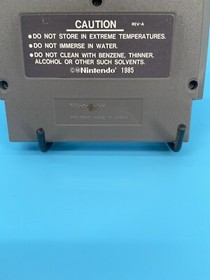 CAUTION
REV-A
●DO NOT STORE IN EXTREME TEMPERATURES.
●DO NOT IMMERSE IN WATER.
●DO NOT CLEAN WITH BENZENE, THINNER,
ALCOHOL OR OTHER SUCH SOLVENTS.
©®Nintendo® 1985